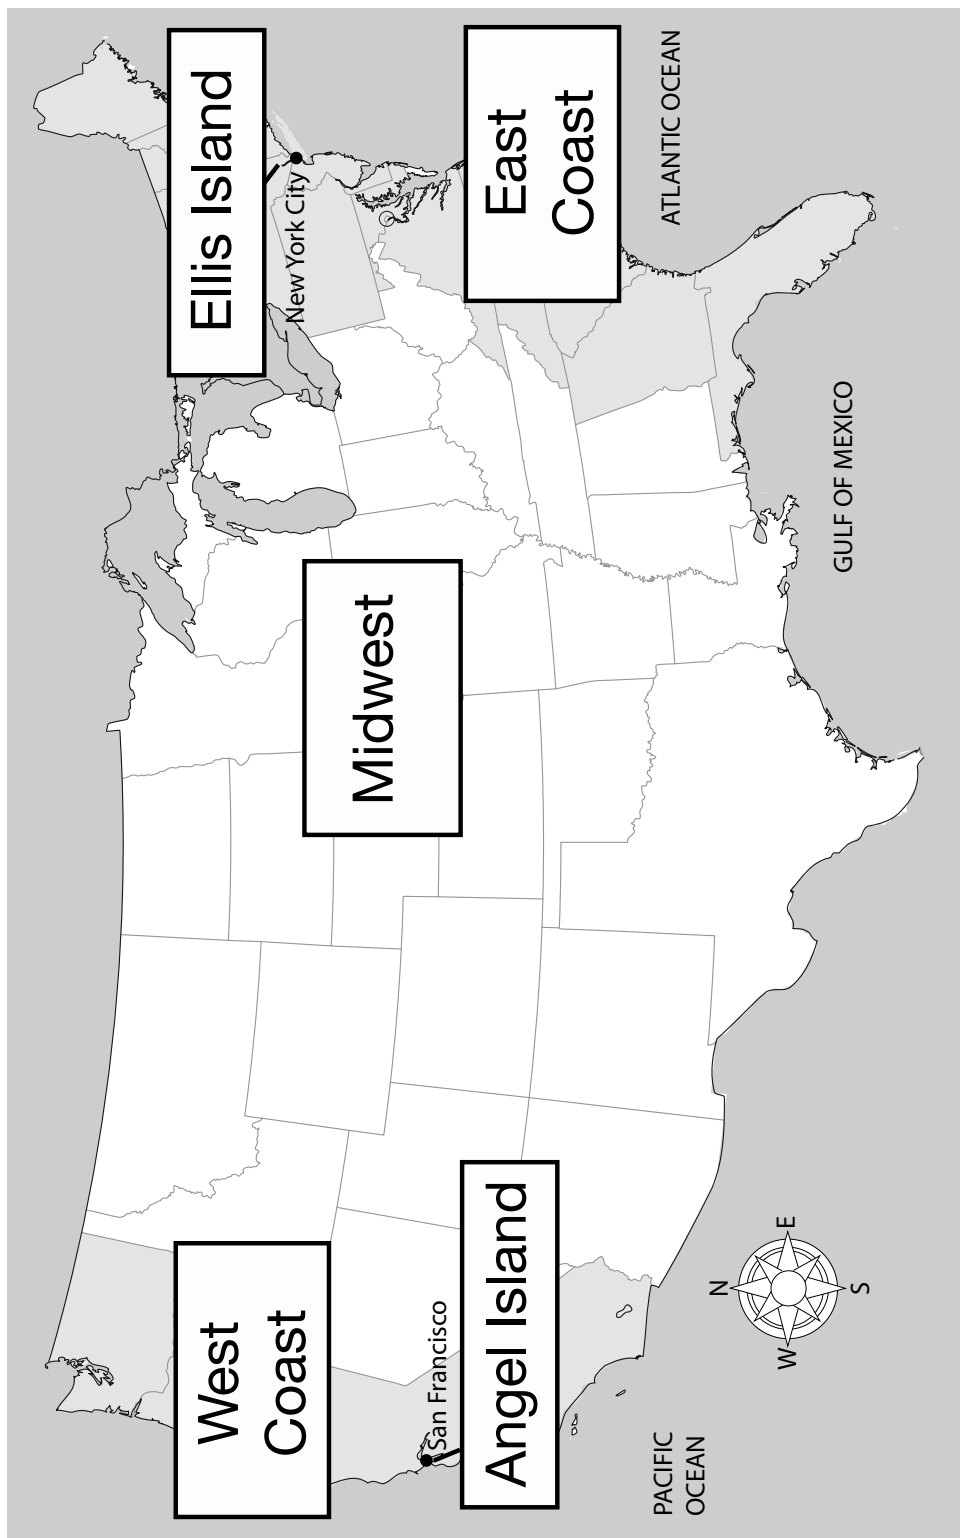 West
Coast
Midwest
Ellis Island
New York City
San Francisco
Angel Island
East
Coast
PACIFIC
OCEAN
N
W
E
S
GULF OF MEXICO
ATLANTIC OCEAN